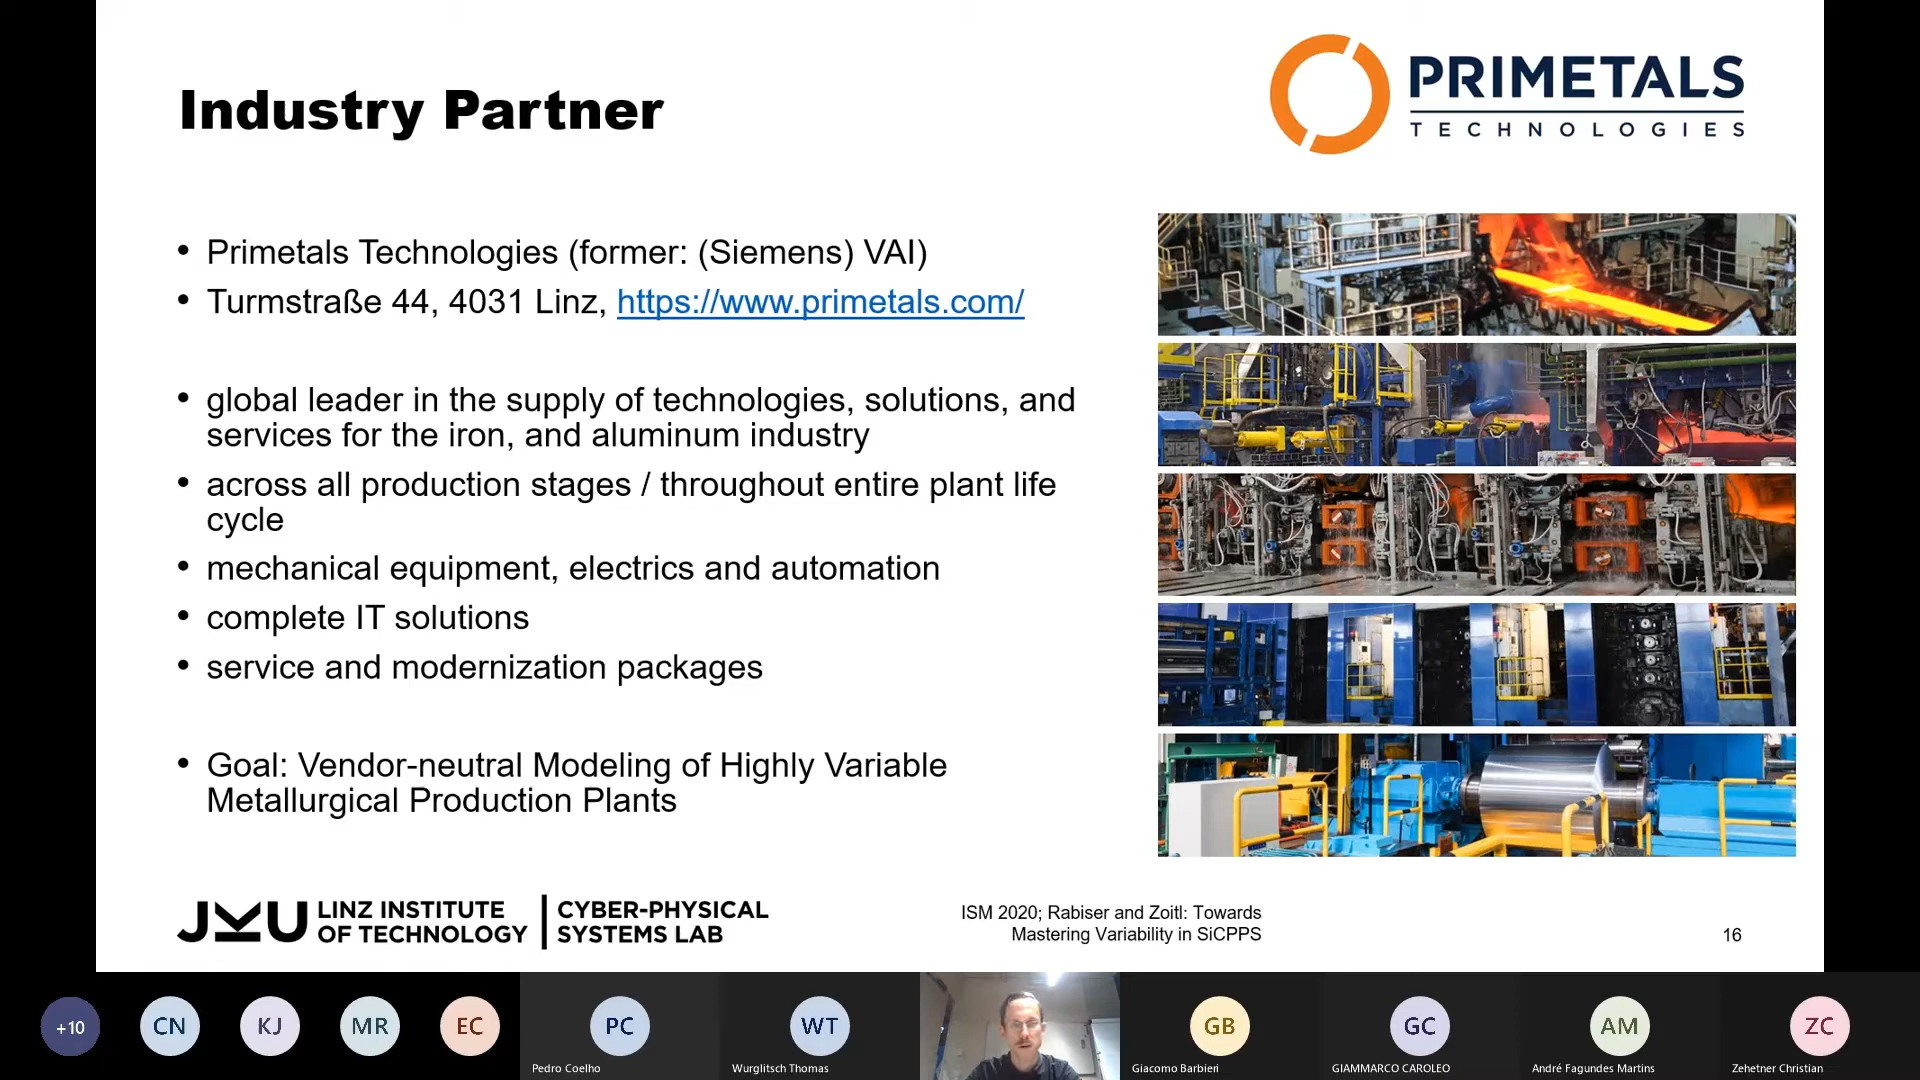 Industry Partner
PRIMETALS
TECHNOLOGIES
• Primetals Technologies (former: (Siemens) VAI)
• Turmstraße 44, 4031 Linz, https://www.primetals.com/
• global leader in the supply of technologies, solutions, and
services for the iron, and aluminum industry
• across all production stages / throughout entire plant life
cycle
• mechanical equipment, electrics and automation
• complete IT solutions
• service and modernization packages
• Goal: Vendor-neutral Modeling of Highly Variable
Metallurgical Production Plants
JKU
LINZ INSTITUTE
OF TECHNOLOGY
CYBER-PHYSICAL
SYSTEMS LAB
ISM 2020; Rabiser and Zoitl: Towards
Mastering Variability in SiCPPS
16
+10
CN
KJ
MR
EC
PC
Pedro Coelho
WT
Wurglitsch Thomas
GB
Giacomo Barbieri
GC
GIAMMARCO CAROLEO
AM
André Fagundes Martins
ZC
Zehetner Christian